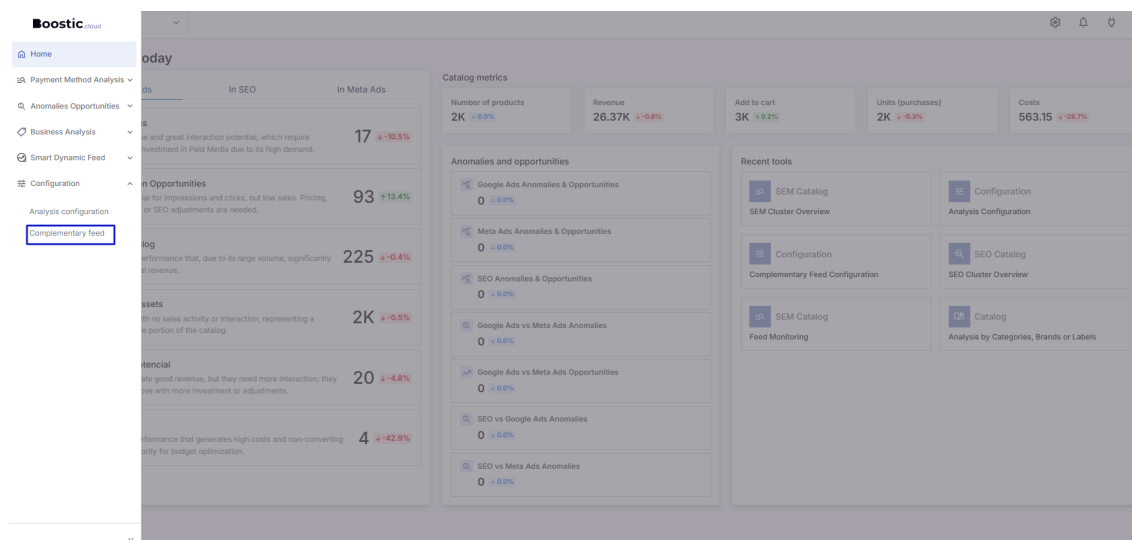 Boostic.cloud
Home
Payment Method Analysis
Anomalies Opportunities
Business Analysis
Smart Dynamic Feed
Configuration
Analysis configuration
Complementary feed
oday
ds
In SEO
In Meta Ads
s
e and great interaction potential, which require
nvestment in Paid Media due to its high demand.
17 ↓ -10.5%
n Opportunities
ial for impressions and clicks, but low sales. Pricing,
or SEO adjustments are needed.
93 ↑ 13.4%
log
erformance that, due to its large volume, significantly
al revenue.
225 ↓ -0.4%
ssets
th no sales activity or interaction, representing a
e portion of the catalog.
2K ↓ -0.5%
otencial
ate good revenue, but they need more interaction; they
ove with more investment or adjustments.
20 ↓ -4.8%
rformance that generates high costs and non-converting
ority for budget optimization.
4 ↓ -42.9%
Catalog metrics
Number of products
2K = 0.0%
Revenue
26.37K ↓ -0.8%
Add to cart
3K ↑ 0.2%
Units (purchases)
2K ↓ -0.3%
Costs
563.15 ↓ -28.7%
Anomalies and opportunities
Google Ads Anomalies & Opportunities
0 = 0.0%
Meta Ads Anomalies & Opportunities
0 = 0.0%
SEO Anomalies & Opportunities
0 = 0.0%
Google Ads vs Meta Ads Anomalies
0 = 0.0%
Google Ads vs Meta Ads Opportunities
0 = 0.0%
SEO vs Google Ads Anomalies
0 = 0.0%
SEO vs Meta Ads Anomalies
0 = 0.0%
Recent tools
SEM Catalog
SEM Cluster Overview
Configuration
Analysis Configuration
Configuration
Complementary Feed Configuration
SEO Catalog
SEO Cluster Overview
SEM Catalog
Feed Monitoring
Catalog
Analysis by Categories, Brands or Labels